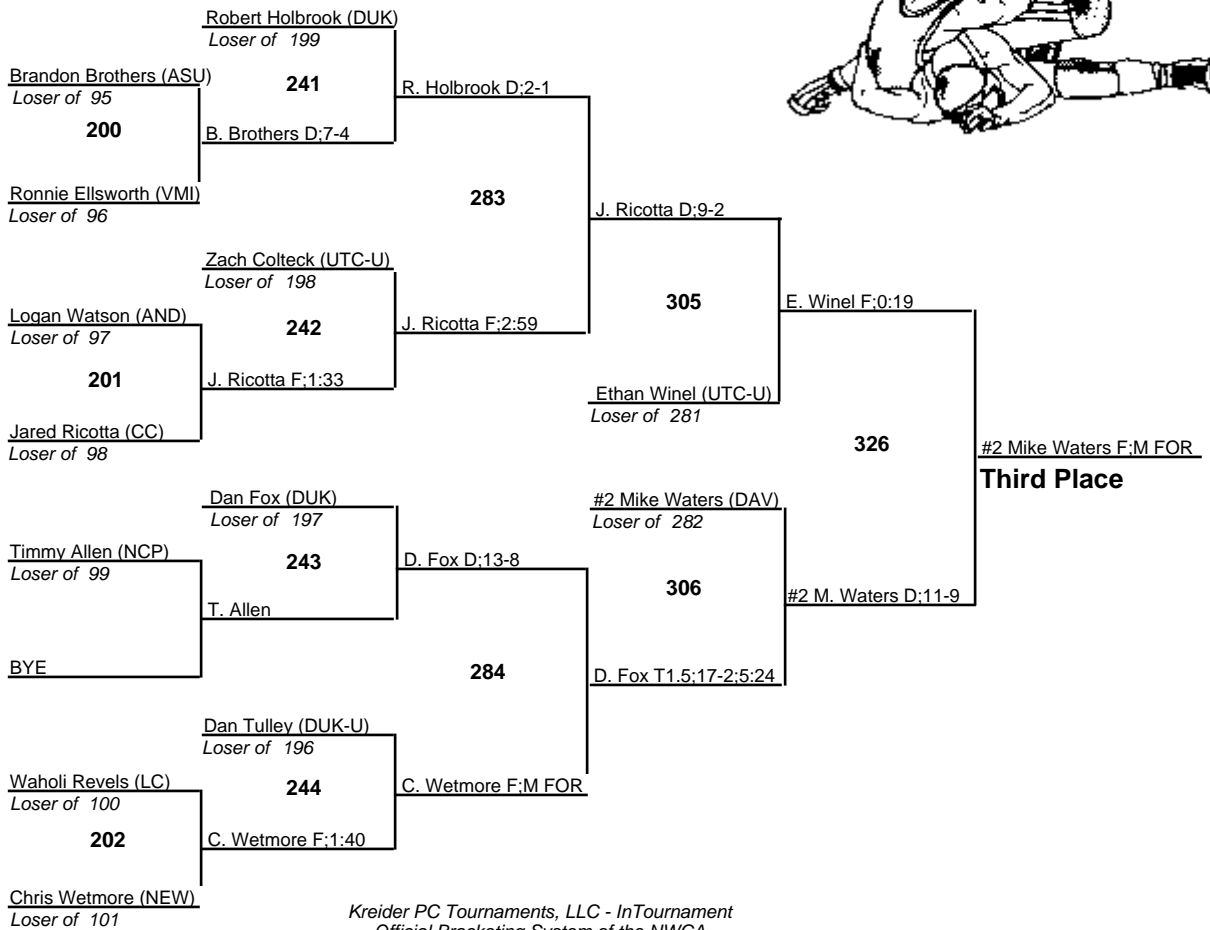 Robert Holbrook (DUK)
Loser of 199
Brandon Brothers (ASU)
Loser of 95
241
R. Holbrook D;2-1
200
B. Brothers D;7-4
Ronnie Ellsworth (VMI)
Loser of 96
283
J. Ricotta D;9-2
Zach Colteck (UTC-U)
Loser of 198
305
E. Winel F;0:19
Logan Watson (AND)
Loser of 97
242
J. Ricotta F;2:59
201
J. Ricotta F;1:33
Ethan Winel (UTC-U)
Loser of 281
Jared Ricotta (CC)
Loser of 98
326
#2 Mike Waters F;M FOR
Third Place
Dan Fox (DUK)
Loser of 197
#2 Mike Waters (DAV)
Loser of 282
Timmy Allen (NCP)
Loser of 99
243
D. Fox D;13-8
306
#2 M. Waters D;11-9
T. Allen
BYE
284
D. Fox T1.5;17-2;5:24
Dan Tulley (DUK-U)
Loser of 196
Waholi Revels (LC)
Loser of 100
244
C. Wetmore F;M FOR
202
C. Wetmore F;1:40
Chris Wetmore (NEW)
Loser of 101
Kreider PC Tournaments, LLC - InTournament
Official Bracketing System of the NWCA